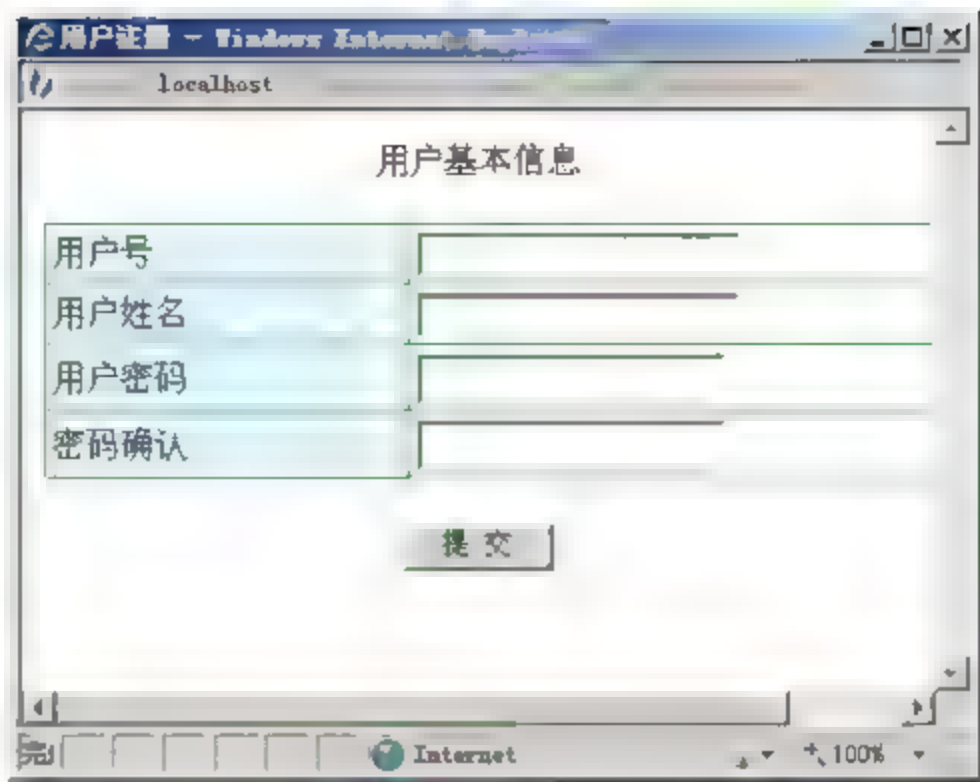 用户注册 - Windows Internet
localhost
用户基本信息
用户号
用户姓名
用户密码
密码确认
提 交
Internet
100%